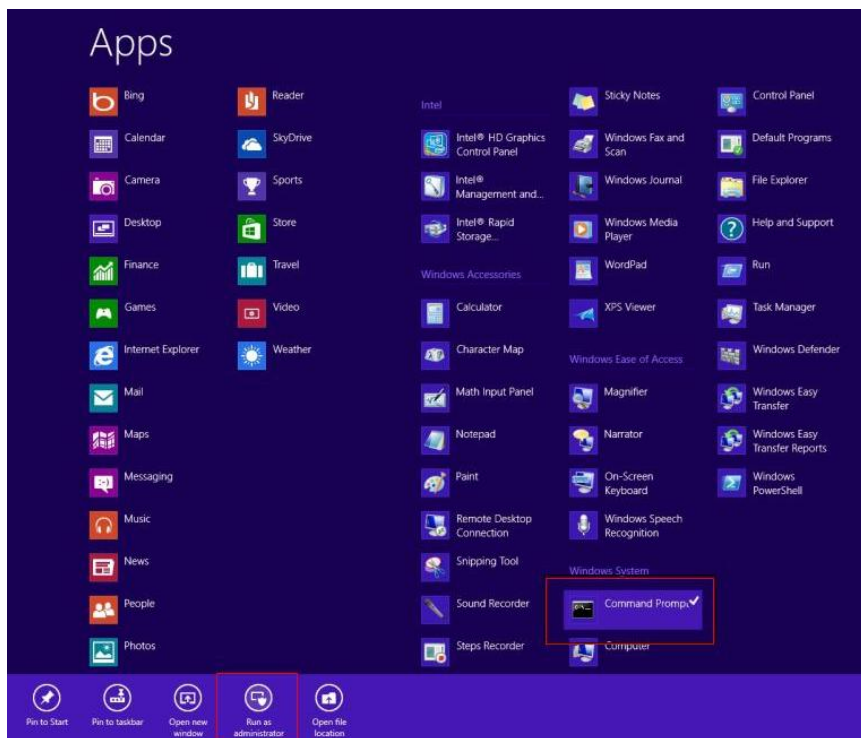 Apps
Bing
Calendar
Camera
Desktop
Finance
Games
Internet Explorer
Mail
Maps
Messaging
Music
News
People
Photos
Reader
SkyDrive
Sports
Store
Travel
Video
Weather
Intel
Intel® HD Graphics
Control Panel
Intel®
Management and...
Intel® Rapid
Storage...
Windows Accessories
Calculator
Character Map
Math Input Panel
Notepad
Paint
Remote Desktop
Connection
Snipping Tool
Sound Recorder
Steps Recorder
Sticky Notes
Windows Fax and
Scan
Windows Journal
Windows Media
Player
WordPad
XPS Viewer
Windows Ease of Access
Magnifier
Narrator
On-Screen
Keyboard
Windows Speech
Recognition
Windows System
Command Prompt
Computer
Control Panel
Default Programs
File Explorer
Help and Support
Run
Task Manager
Windows Defender
Windows Easy
Transfer
Windows Easy
Transfer Reports
Windows
PowerShell
Pin to Start
Pin to taskbar
Open new
window
Run as
administrator
Open file
location